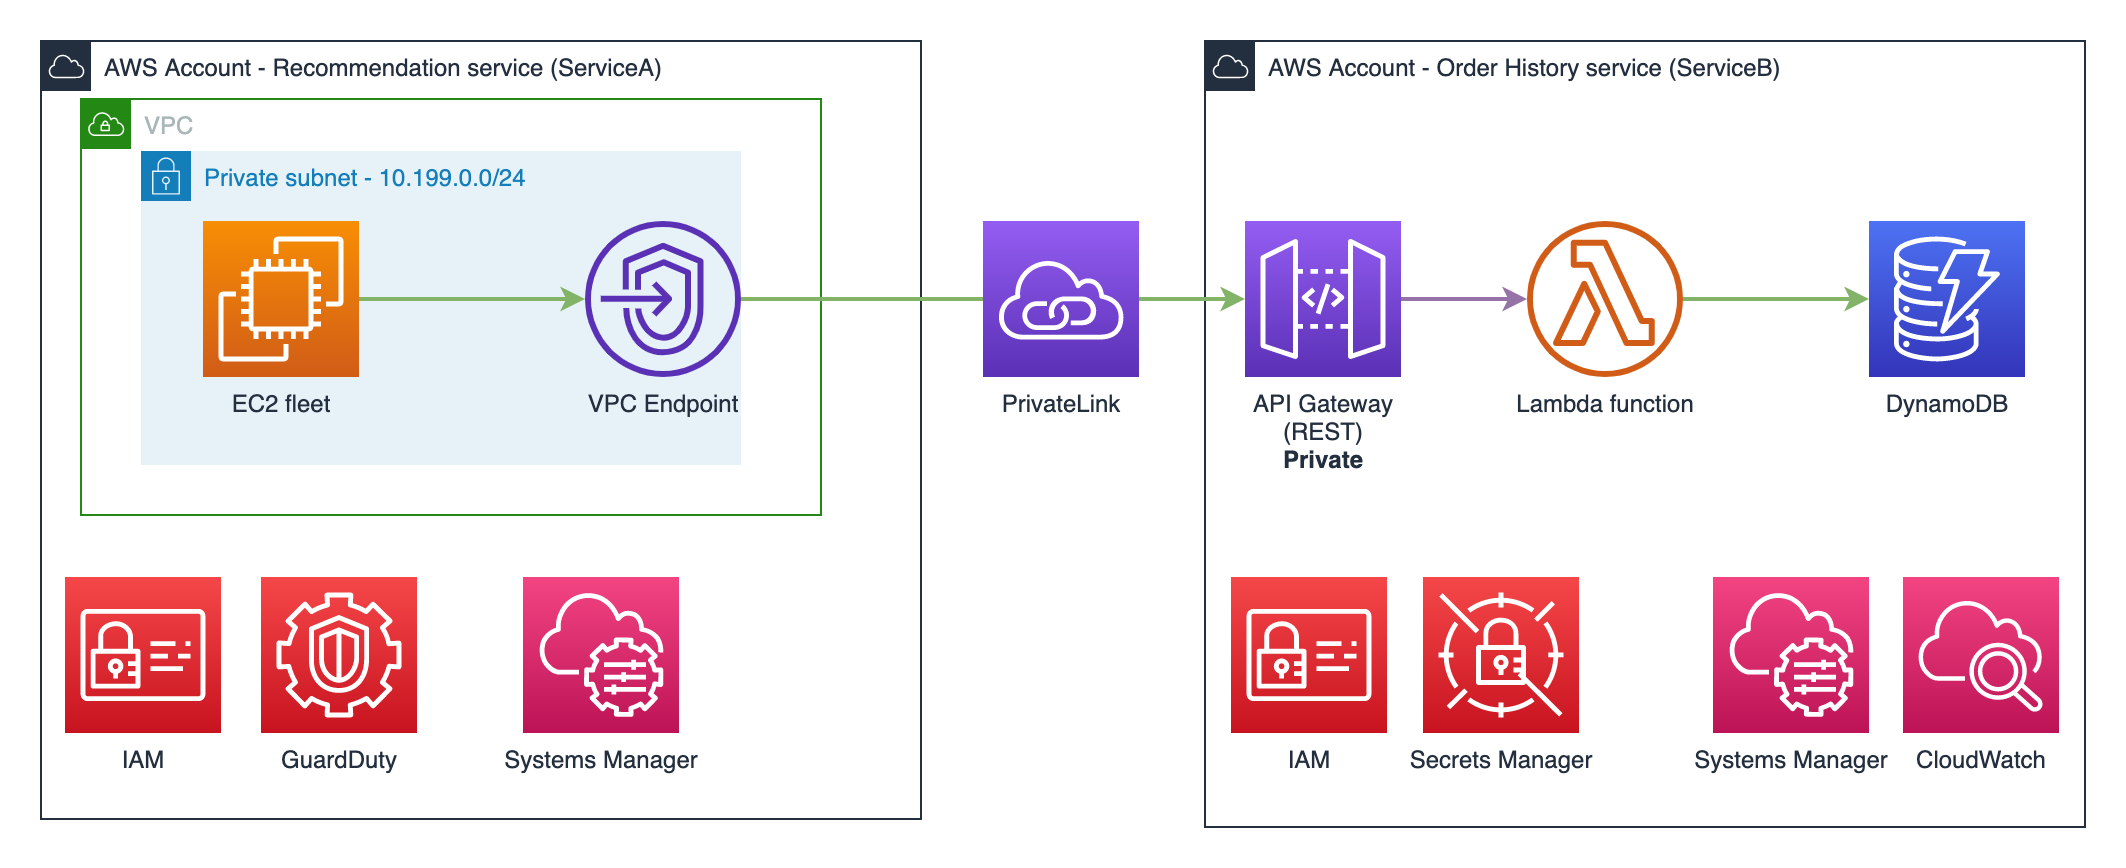 AWS Account - Recommendation service (ServiceA)
VPC
Private subnet - 10.199.0.0/24
EC2 fleet
VPC Endpoint
IAM
GuardDuty
Systems Manager
PrivateLink
AWS Account - Order History service (ServiceB)
API Gateway
(REST)
Private
Lambda function
DynamoDB
IAM
Secrets Manager
Systems Manager
CloudWatch